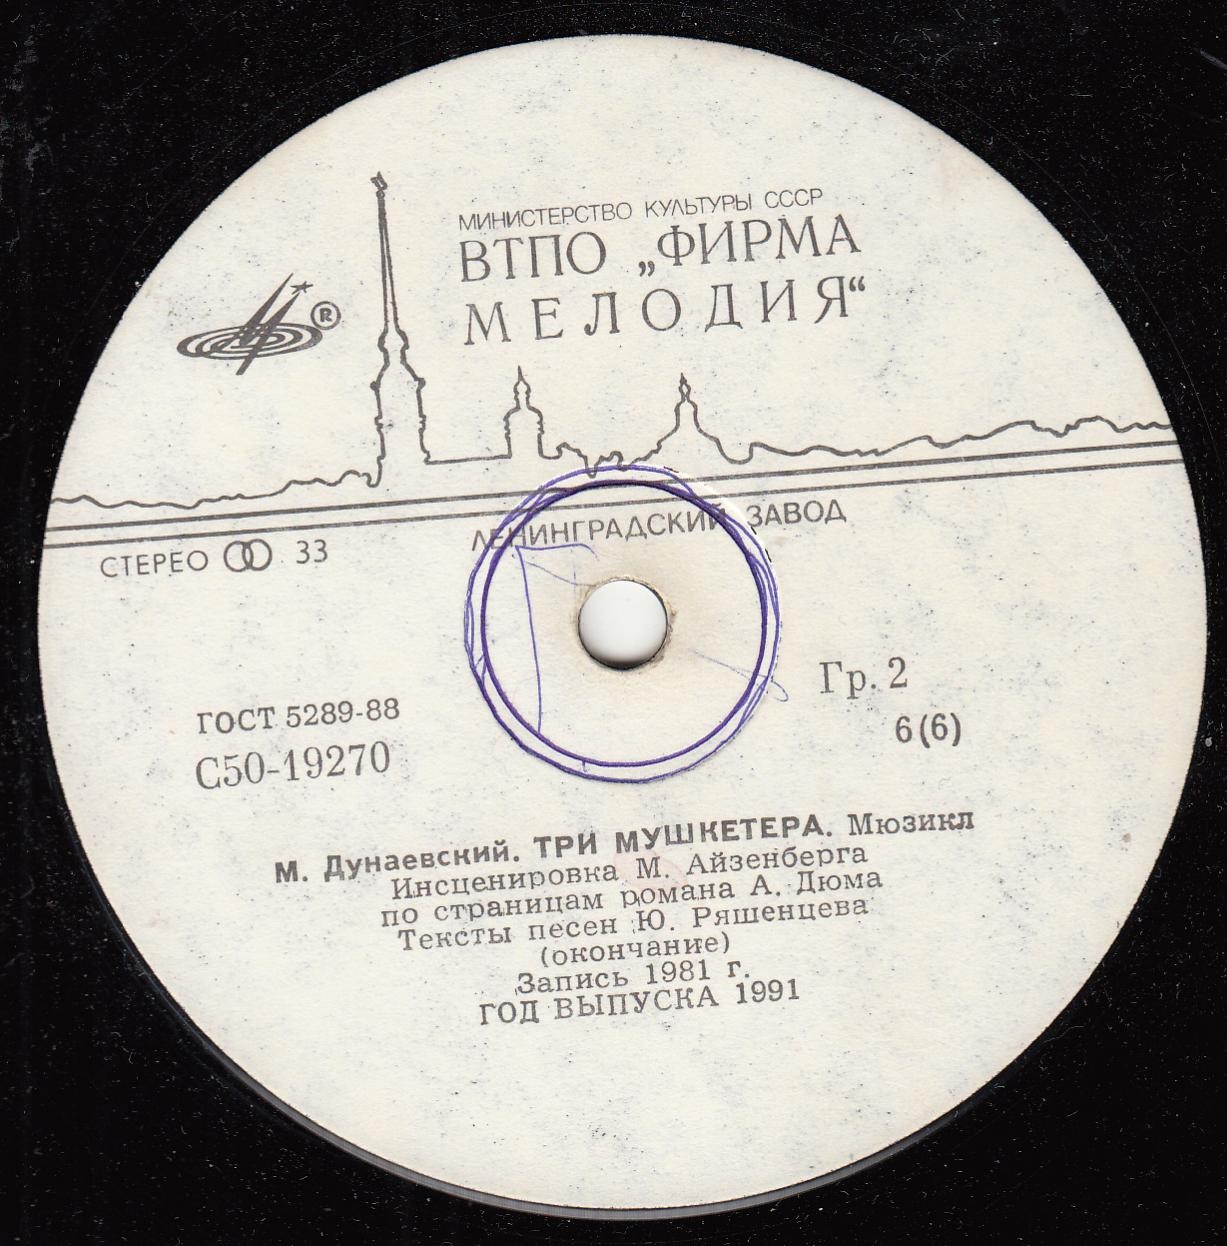 МИНИСТЕРСТВО КУЛЬТУРЫ СССР
ВТПО „ФИРМА
МЕЛОДИЯ“
®
ЛЕНИНГРАДСКИЙ ЗАВОД
СТЕРЕО 33
Гр. 2
ГОСТ 5289-88
6(6)
С50-19270
М. Дунаевский. ТРИ МУШКЕТЕРА. Мюзикл
Инсценировка М. Айзенберга
по страницам романа А. Дюма
Тексты песен Ю. Ряшенцева
(окончание)
Запись 1981 г.
ГОД ВЫПУСКА 1991